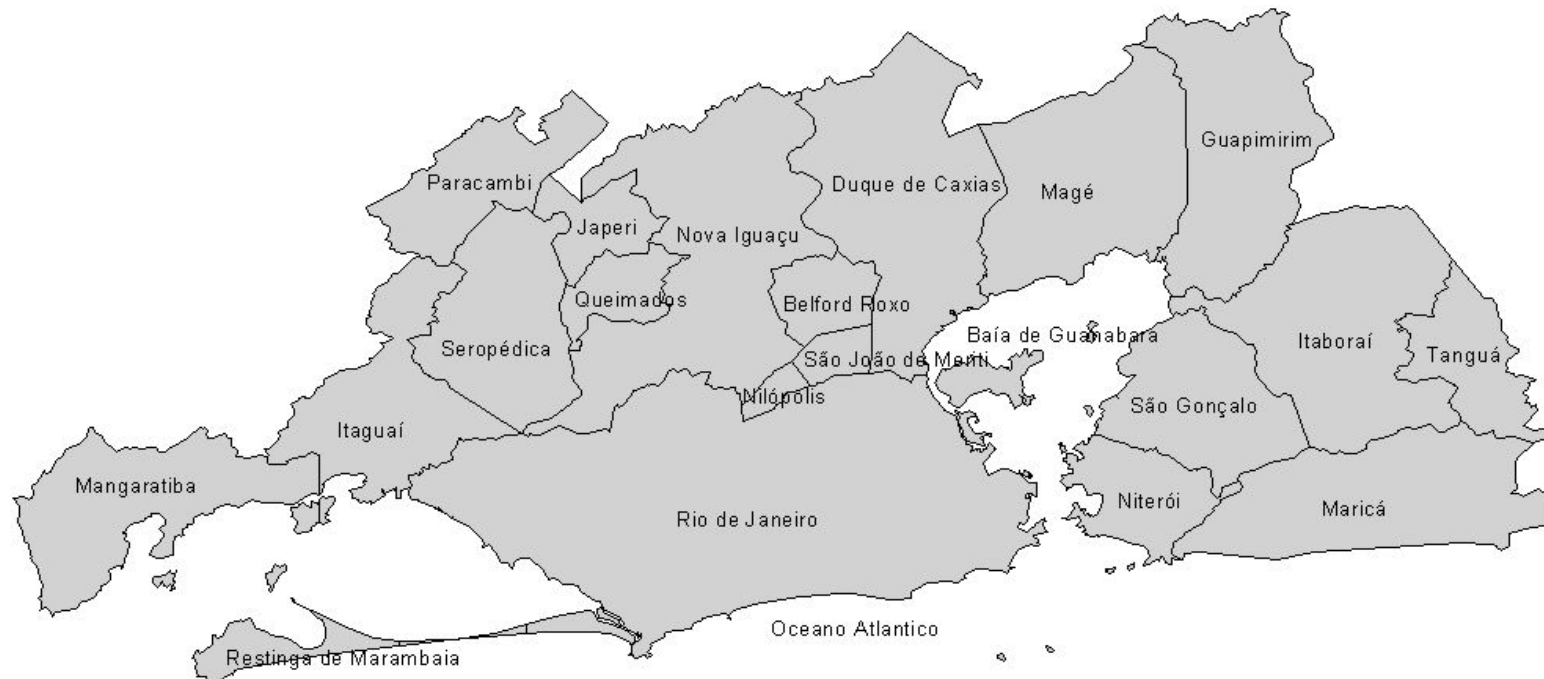 Guapimirim
Paracambi
Duque de Caxias
Magé
Japeri
Nova Iguaçu
Queimados
Belford Roxo
Baía de Guanabara
Itaboraí
Seropédica
São João de Meriti
Tanguá
Nilópolis
São Gonçalo
Itaguaí
Mangaratiba
Niterói
Maricá
Rio de Janeiro
Oceano Atlantico
Restinga de Marambaia